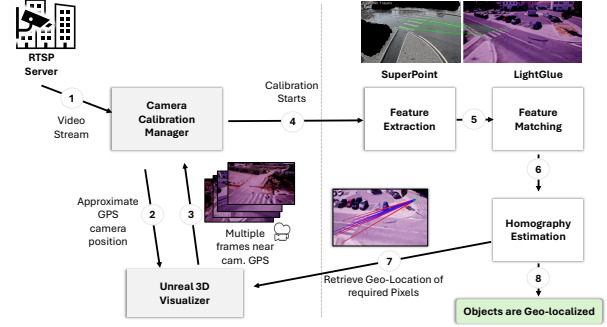 RTSP
Server
1
Video
Stream
Camera
Calibration
Manager
Calibration
Starts
4
SuperPoint
LightGlue
Feature
Extraction
5
Feature
Matching
6
Approximate
GPS
camera
position
2
3
Multiple
frames near
cam. GPS
Homography
Estimation
7
Retrieve Geo-Location of
required Pixels
8
Unreal 3D
Visualizer
Objects are Geo-localized